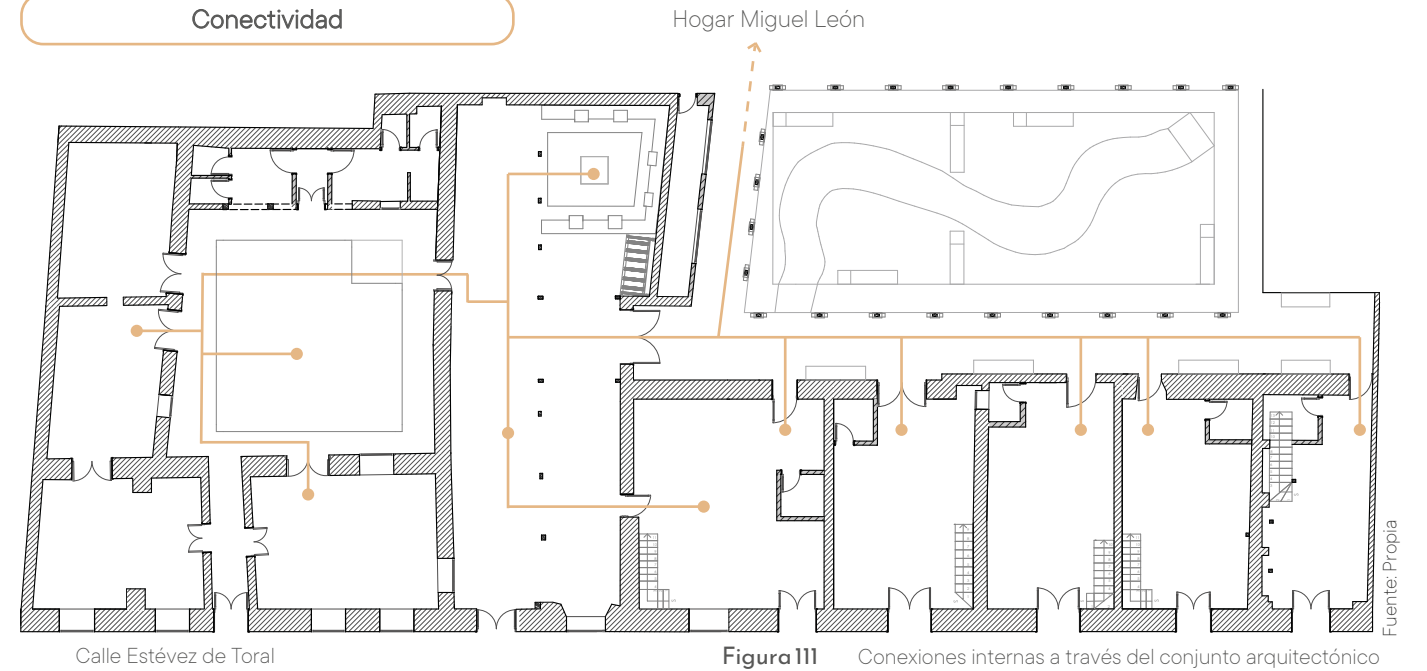 Conectividad
Hogar Miguel León
Fuente: Propia
Calle Estévez de Toral
Figura 111 Conexiones internas a través del conjunto arquitectónico